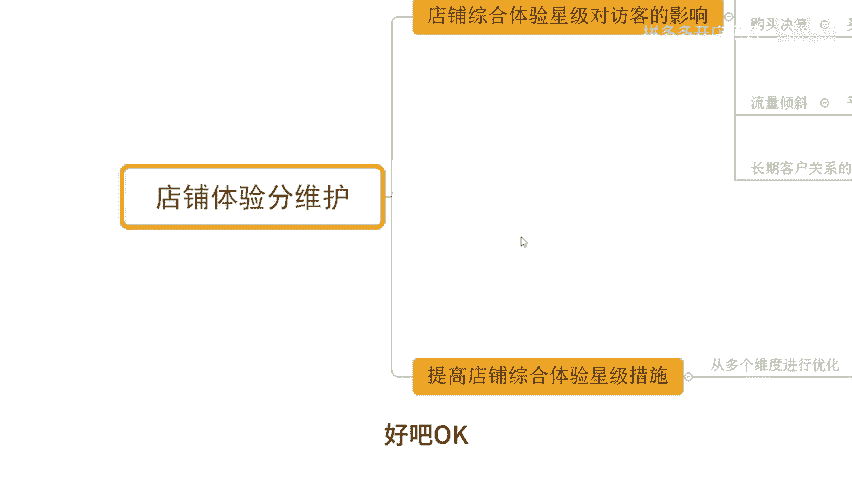 店铺综合体验星级对访客的影响
购买决策
流量倾斜
长期客户关系的
店铺体验分维护
提高店铺综合体验星级措施
从多个维度进行优化
好吧OK